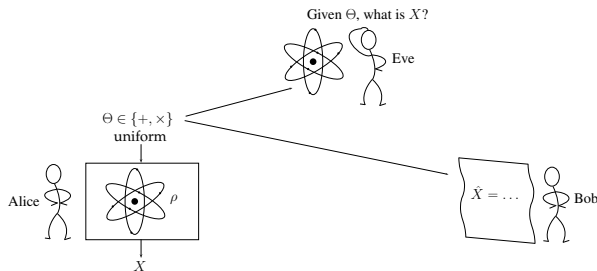 Given Θ, what is X?
Eve
Θ ∈ {+, ×}
uniform
Alice
ρ
X̂ = ...
Bob
X